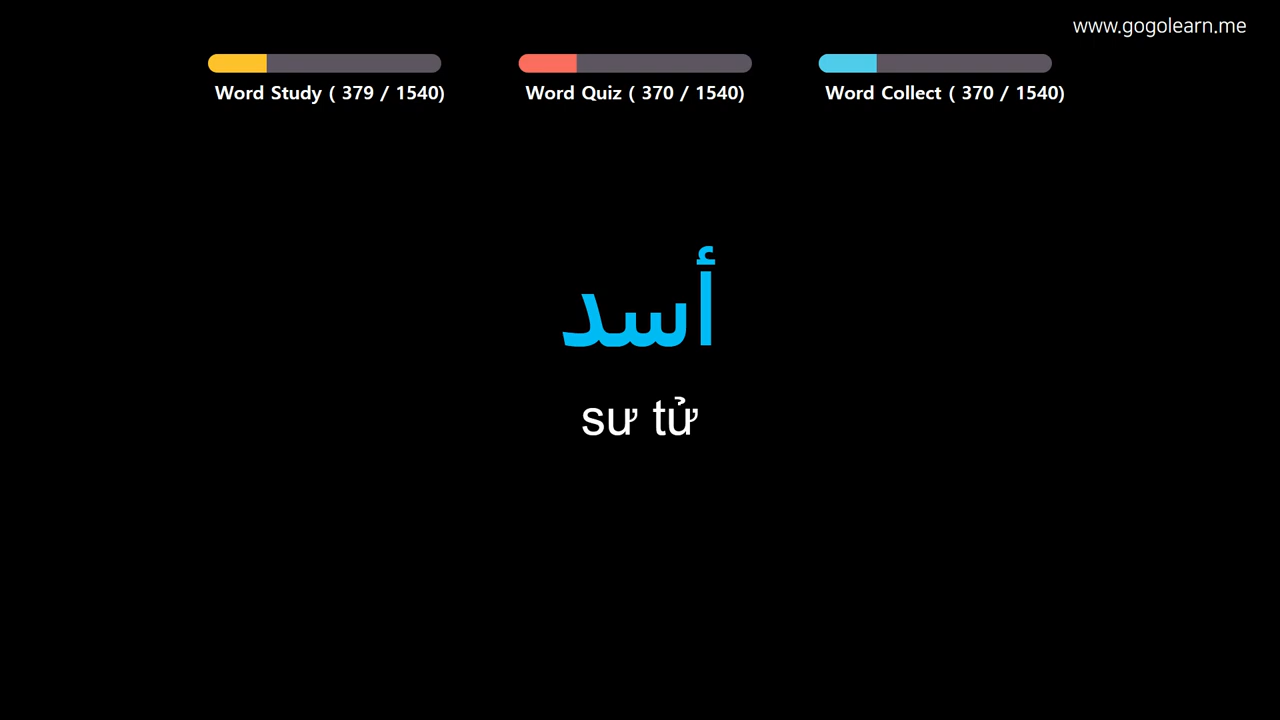 www.gogolearn.me
Word Study ( 379 / 1540)
Word Quiz ( 370 / 1540)
Word Collect ( 370 / 1540)
أسد
sư tử